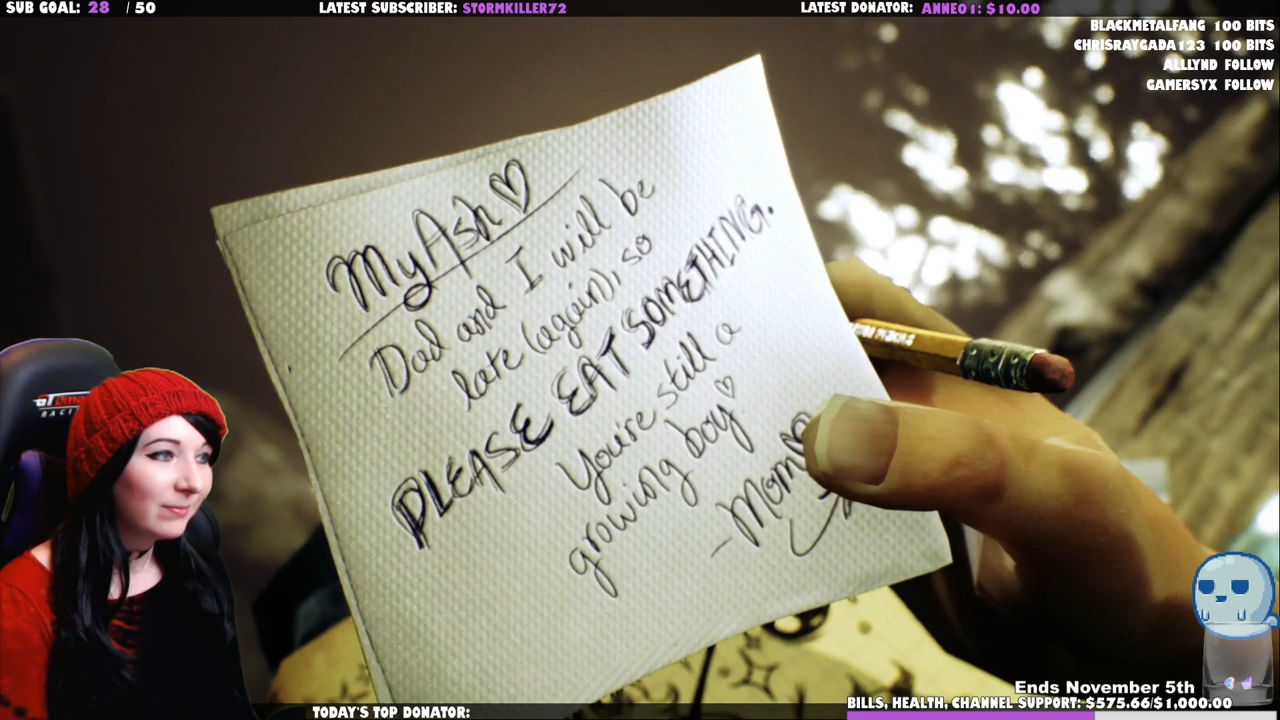 SUB GOAL: 28 / 50
LATEST SUBSCRIBER: STORMKILLER72
LATEST DONATOR: ANNE01: $10.00
BLACKMETALFANG 100 BITS
CHRISRAYGADA123 100 BITS
ALLLYND FOLLOW
GAMERSYX FOLLOW
My Ash♡
Dad and I will be
late (again), so
PLEASE EAT SOMETHING.
You're still a
growing boy♡
-Mom
Ends November 5th
BILLS, HEALTH, CHANNEL SUPPORT: $575.66/$1,000.00
TODAY'S TOP DONATOR: